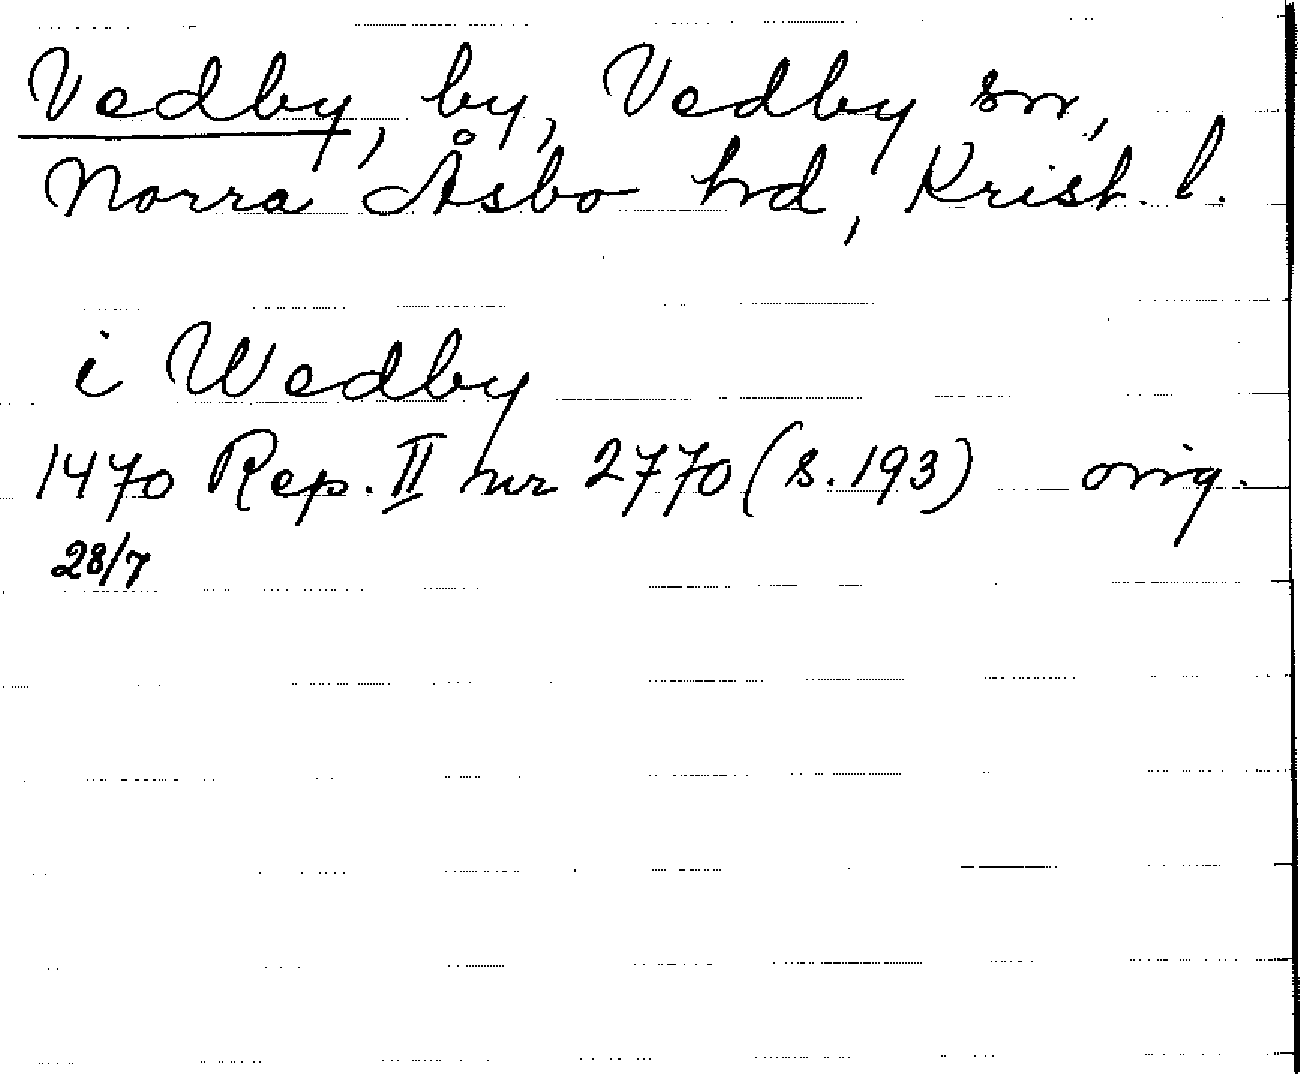 Vedby, by, Vedby sn,
Norra Åsbo hd, Krist. l.
i Wedby
1470 Rep. II nr 2770 (s. 193) orig.
28/7